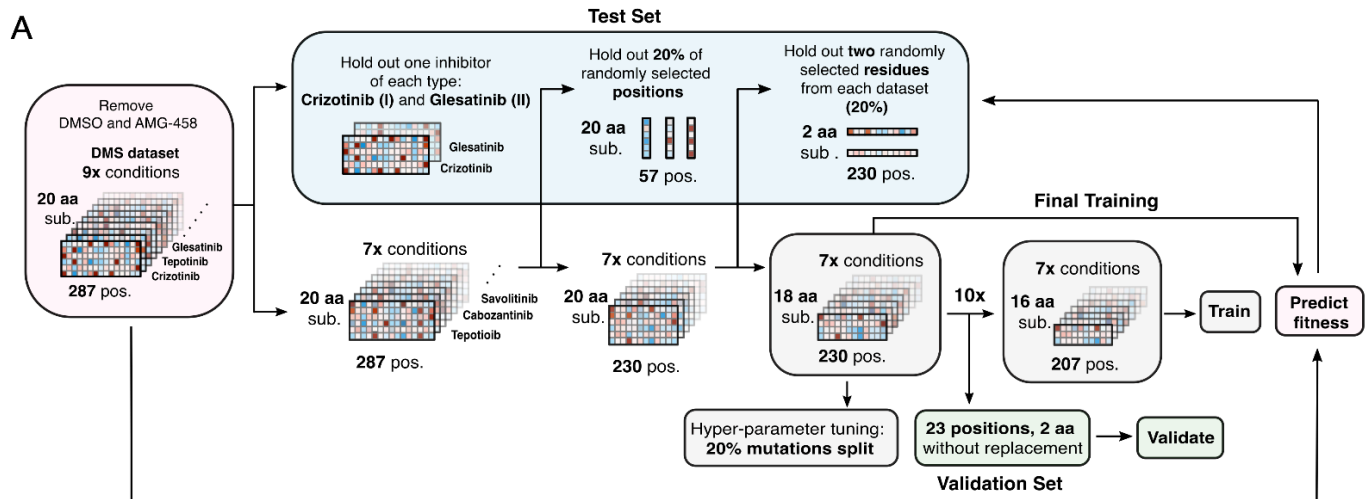 A
Test Set
Remove
DMSO and AMG-458
DMS dataset
9x conditions
20 aa
sub.
Glesatinib
Tepotinib
Crizotinib
287 pos.
Hold out one inhibitor
of each type:
Crizotinib (I) and Glesatinib (II)
Glesatinib
Crizotinib
Hold out 20% of
randomly selected
positions
20 aa
sub.
57 pos.
Hold out two randomly
selected residues
from each dataset
(20%)
2 aa
sub .
230 pos.
7x conditions
20 aa
sub.
Savolitinib
Cabozantinib
Tepotioib
287 pos.
7x conditions
20 aa
sub.
230 pos.
Final Training
7x conditions
18 aa
sub.
230 pos.
10x
7x conditions
16 aa
sub.
207 pos.
Train
Predict
fitness
Hyper-parameter tuning:
20% mutations split
23 positions, 2 aa
without replacement
Validate
Validation Set